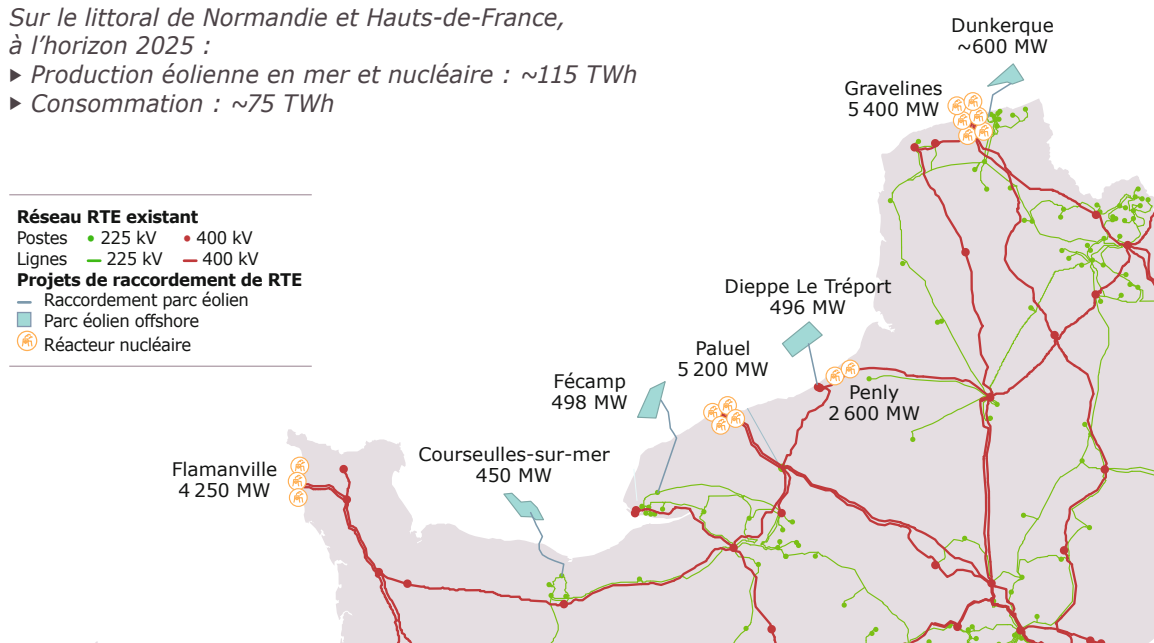 Sur le littoral de Normandie et Hauts-de-France,
à l’horizon 2025 :
▸ Production éolienne en mer et nucléaire : ~115 TWh
▸ Consommation : ~75 TWh
Réseau RTE existant
Postes 225 kV 400 kV
Lignes 225 kV 400 kV
Projets de raccordement de RTE
Raccordement parc éolien
Parc éolien offshore
Réacteur nucléaire
Dunkerque
~600 MW
Gravelines
5 400 MW
Dieppe Le Tréport
496 MW
Paluel
5 200 MW
Penly
2 600 MW
Fécamp
498 MW
Courseulles-sur-mer
450 MW
Flamanville
4 250 MW